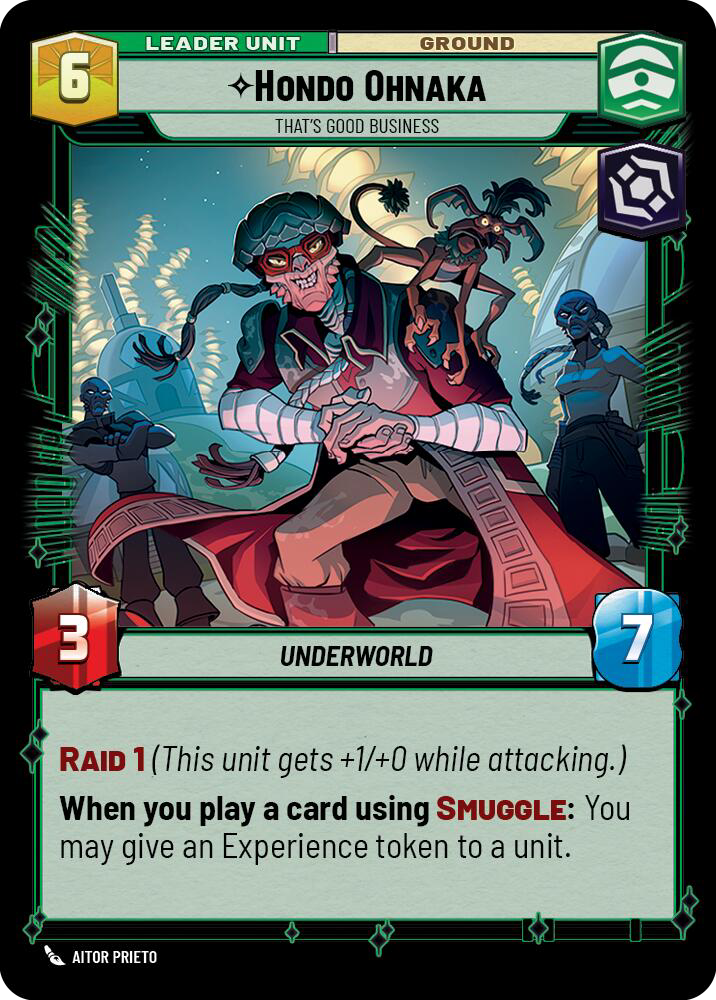 LEADER UNIT
GROUND
6
✧HONDO OHNAKA
THAT'S GOOD BUSINESS
3
UNDERWORLD
7
RAID 1 (This unit gets +1/+0 while attacking.)
When you play a card using SMUGGLE: You
may give an Experience token to a unit.
AITOR PRIETO